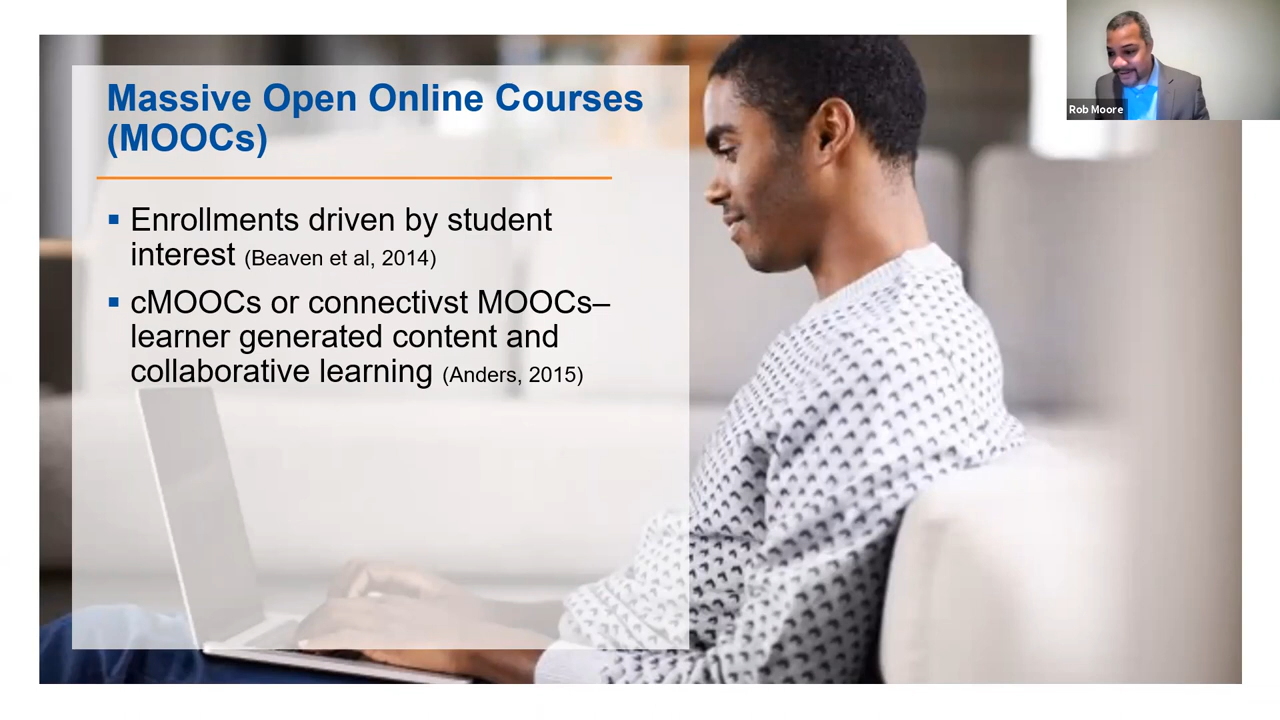 Massive Open Online Courses
(MOOCs)
▪ Enrollments driven by student
interest (Beaven et al, 2014)
▪ cMOOCs or connectivst MOOCs–
learner generated content and
collaborative learning (Anders, 2015)
Rob Moore